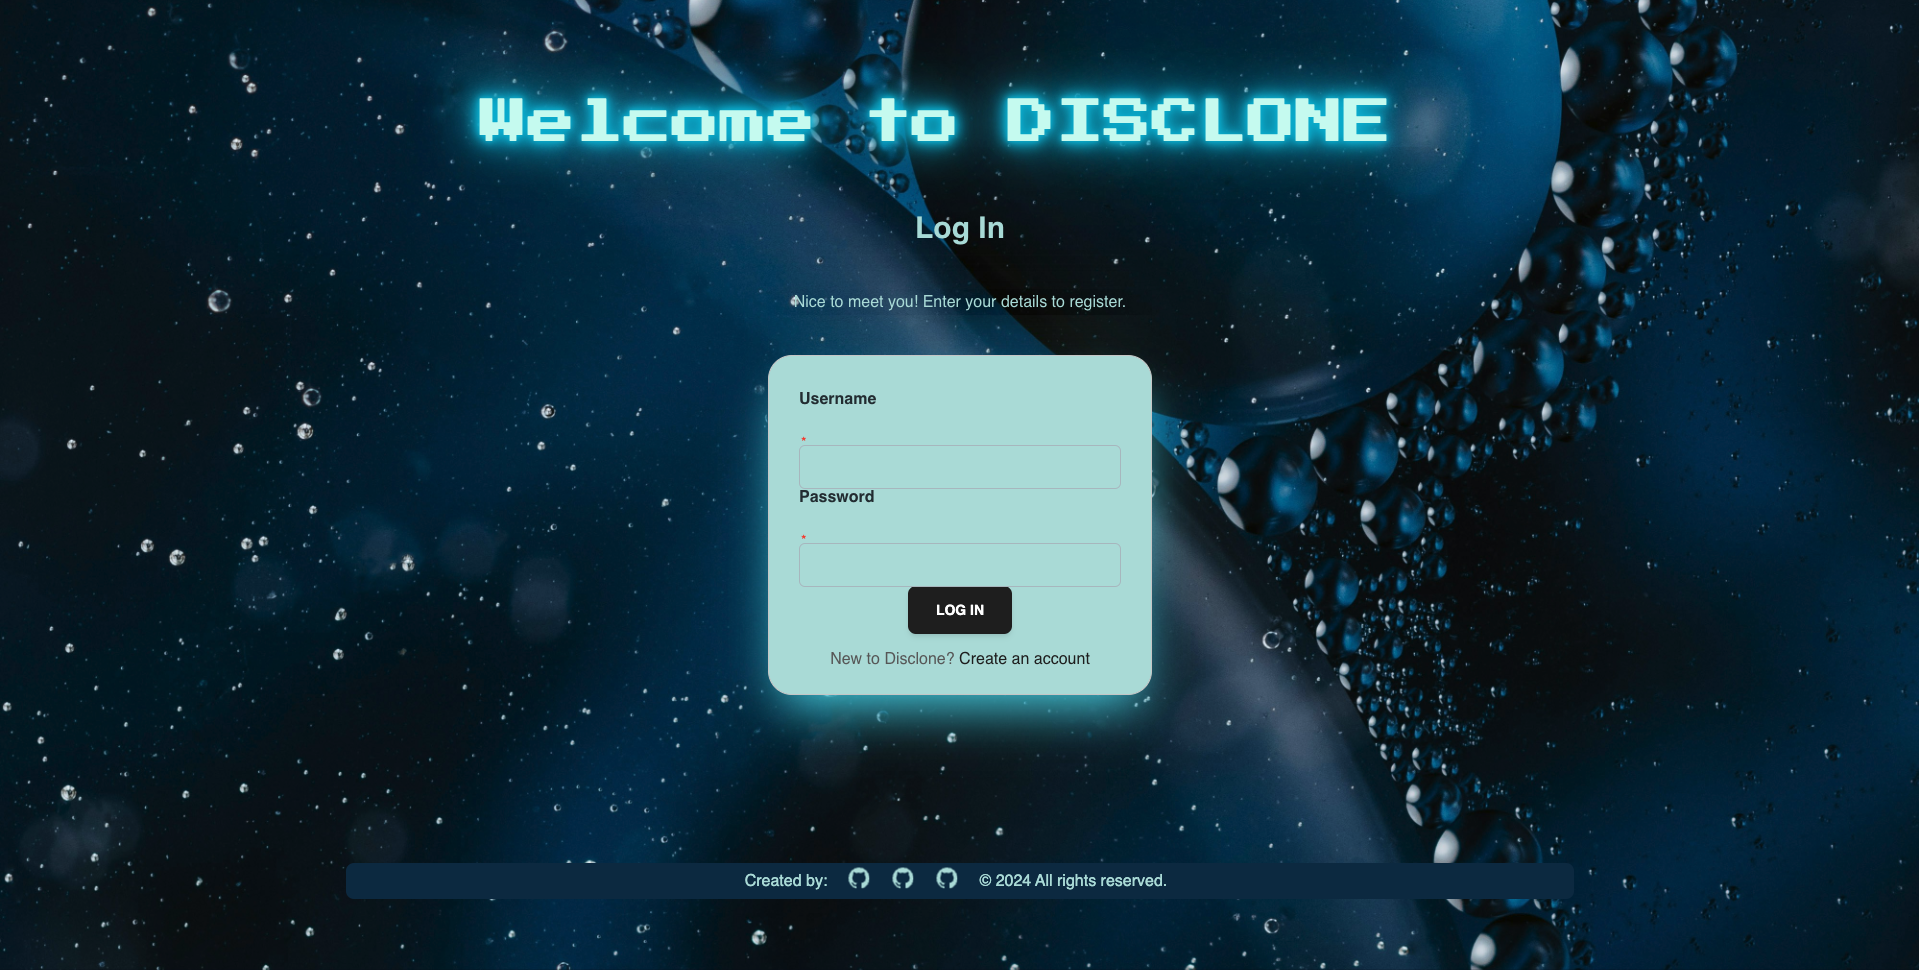 Welcome to DISCLONE
Log In
Nice to meet you! Enter your details to register.
Username
*
Password
*
LOG IN
New to Disclone? Create an account
Created by: © 2024 All rights reserved.